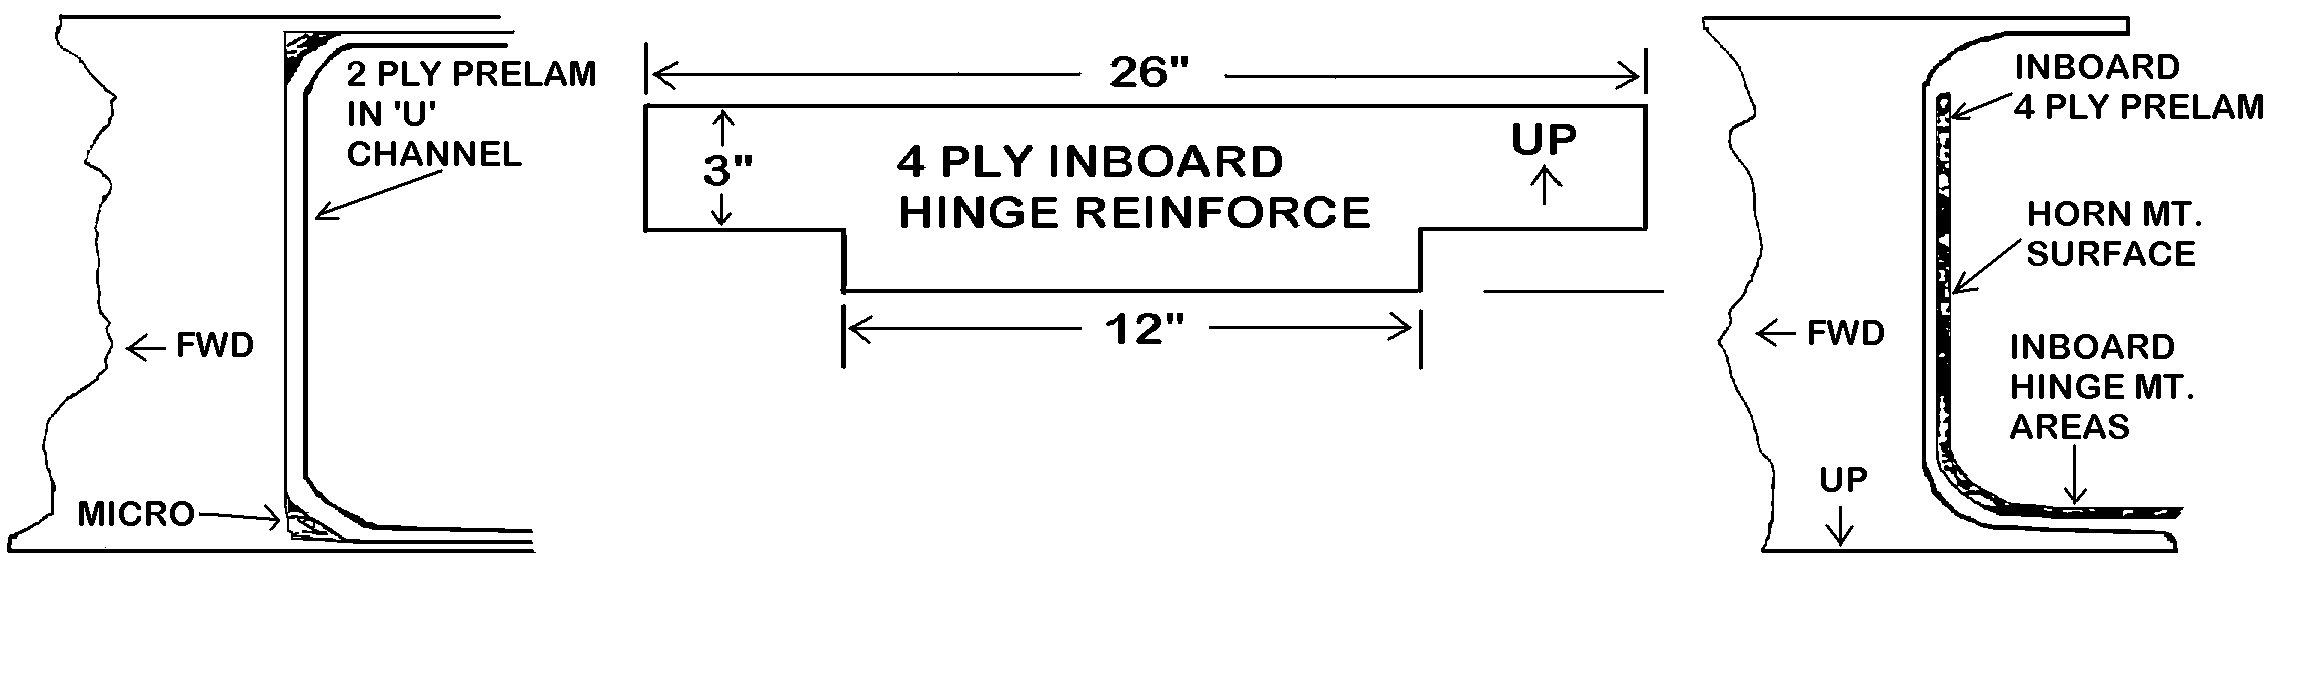 2 PLY PRELAM
IN 'U'
CHANNEL
FWD
MICRO
26"
3"
4 PLY INBOARD
HINGE REINFORCE
UP
12"
INBOARD
4 PLY PRELAM
HORN MT.
SURFACE
FWD
INBOARD
HINGE MT.
AREAS
UP